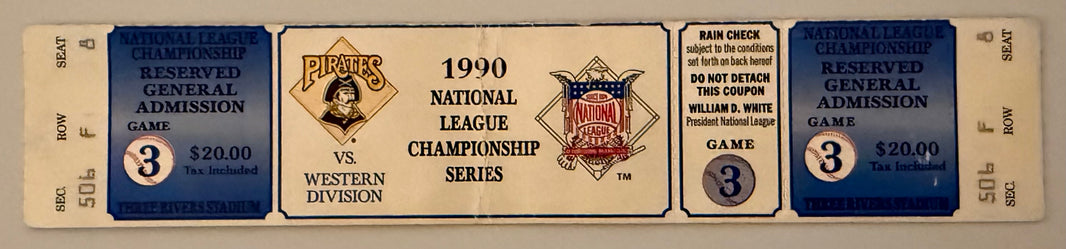 SEAT 8
ROW F
SEC. 506
NATIONAL LEAGUE
CHAMPIONSHIP
RESERVED
GENERAL
ADMISSION
GAME
3
$20.00
Tax Included
THREE RIVERS STADIUM
PIRATES
VS.
WESTERN
DIVISION
1990
NATIONAL
LEAGUE
CHAMPIONSHIP
SERIES
NATIONAL
LEAGUE
TM
RAIN CHECK
subject to the conditions
set forth on back hereof
DO NOT DETACH
THIS COUPON
WILLIAM D. WHITE
President National League
GAME
3
NATIONAL LEAGUE
CHAMPIONSHIP
RESERVED
GENERAL
ADMISSION
GAME
3
$20.00
Tax Included
THREE RIVERS STADIUM
SEAT 8
ROW F
SEC. 506